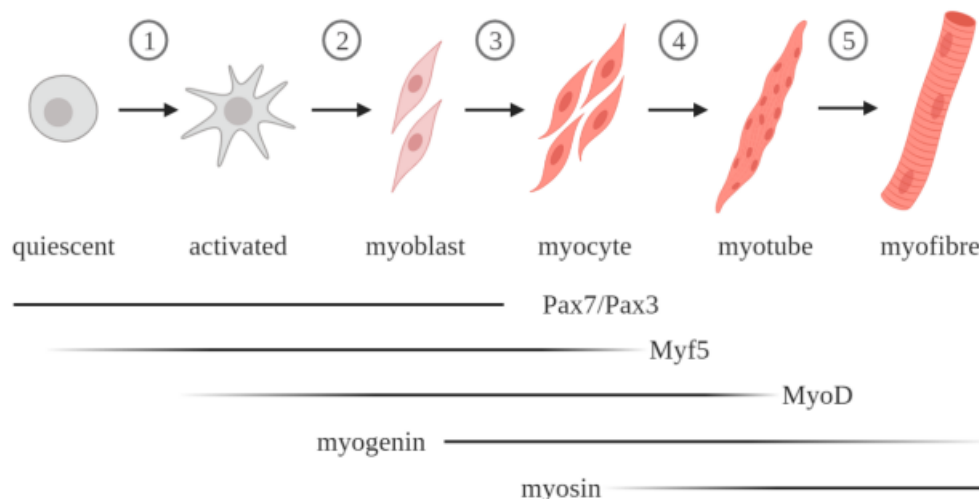 1 2 3 4 5
quiescent activated myoblast myocyte myotube myofibre
Pax7/Pax3
Myf5
MyoD
myogenin
myosin